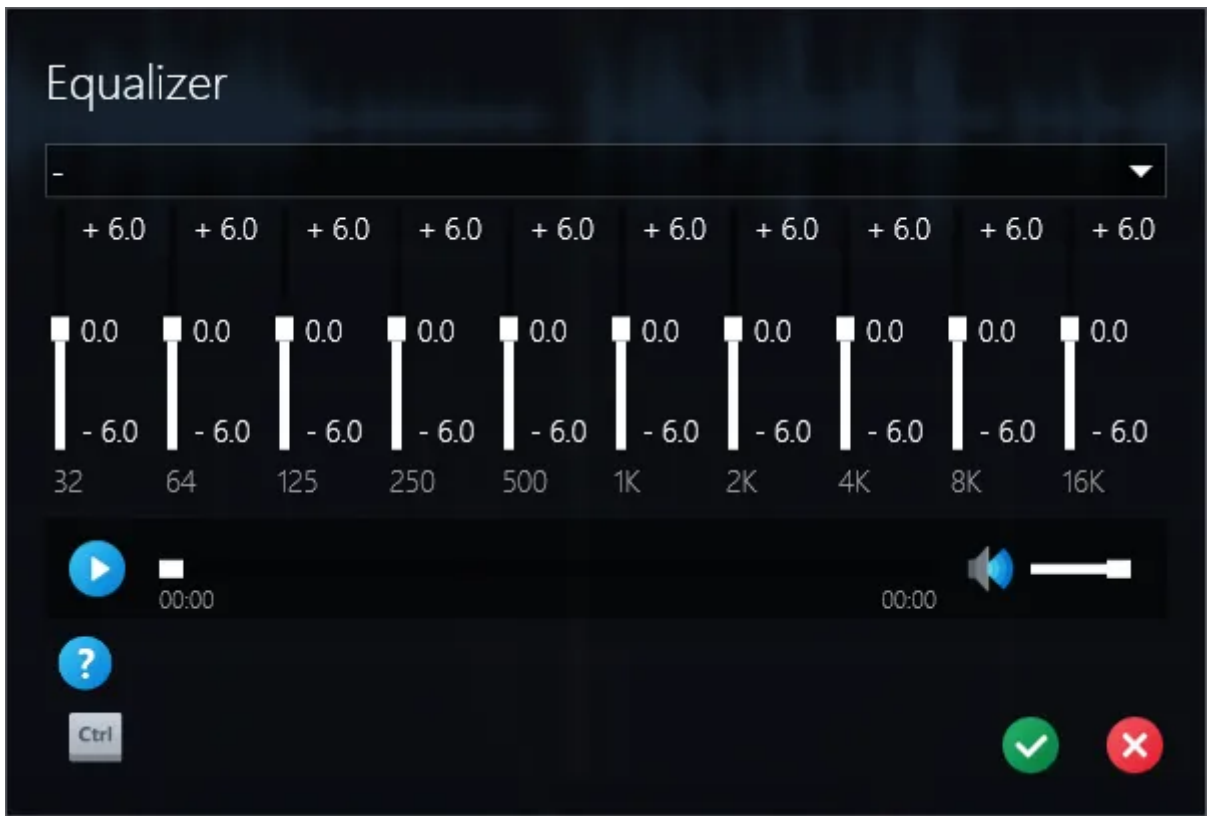 Equalizer
-
+ 6.0 + 6.0 + 6.0 + 6.0 + 6.0 + 6.0 + 6.0 + 6.0 + 6.0 + 6.0
0.0 0.0 0.0 0.0 0.0 0.0 0.0 0.0 0.0 0.0
- 6.0 - 6.0 - 6.0 - 6.0 - 6.0 - 6.0 - 6.0 - 6.0 - 6.0 - 6.0
32 64 125 250 500 1K 2K 4K 8K 16K
00:00 00:00
?
Ctrl